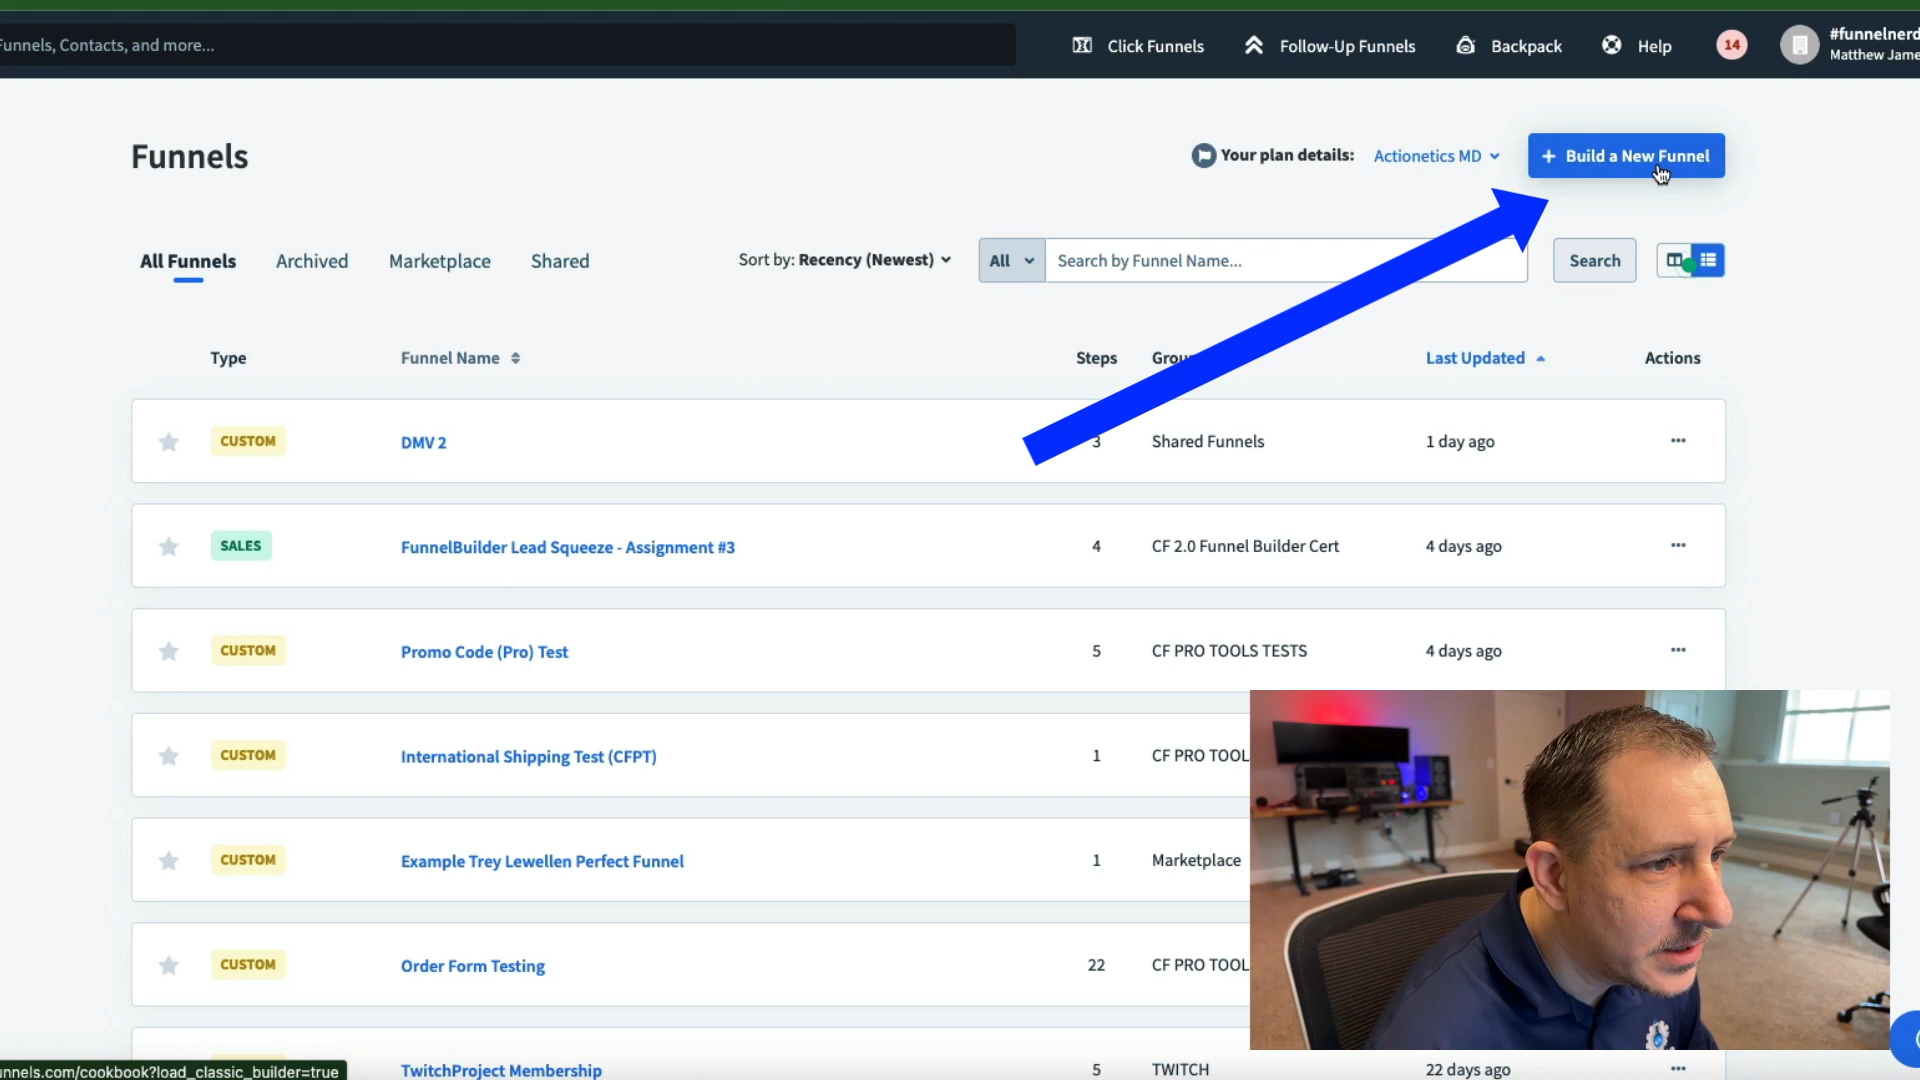 Funnels, Contacts, and more...
Click Funnels
Follow-Up Funnels
Backpack
Help
14
#funnelnerd
Matthew Jame
Funnels
Your plan details: Actionetics MD
+ Build a New Funnel
All Funnels
Archived
Marketplace
Shared
Sort by: Recency (Newest)
All
Search by Funnel Name...
Search
Type
Funnel Name
Steps
Grou
Last Updated
Actions
CUSTOM DMV 2 3 Shared Funnels 1 day ago
SALES FunnelBuilder Lead Squeeze - Assignment #3 4 CF 2.0 Funnel Builder Cert 4 days ago
CUSTOM Promo Code (Pro) Test 5 CF PRO TOOLS TESTS 4 days ago
CUSTOM International Shipping Test (CFPT) 1 CF PRO TOOL
CUSTOM Example Trey Lewellen Perfect Funnel 1 Marketplace
CUSTOM Order Form Testing 22 CF PRO TOOL
TwitchProject Membership 5 TWITCH 22 days ago
unnels.com/cookbook?load_classic_builder=true